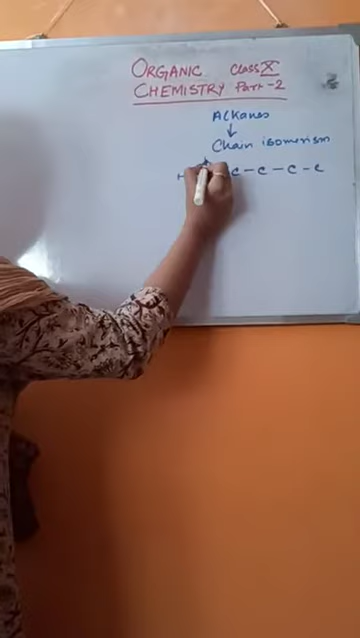 ORGANIC Class X
CHEMISTRY Part-2
Alkanes
↓
Chain isomerism
H C - C - C - C